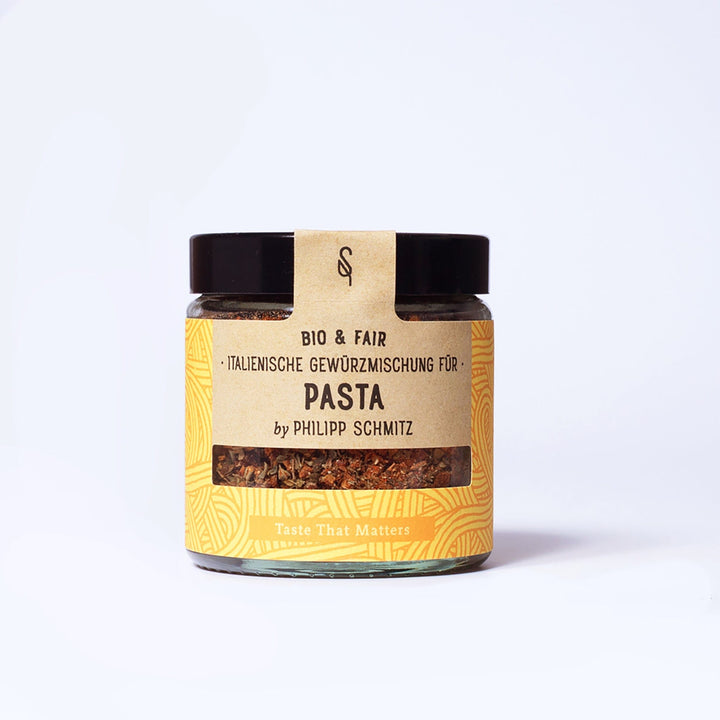 BIO & FAIR
· ITALIENISCHE GEWÜRZMISCHUNG FÜR ·
PASTA
by PHILIPP SCHMITZ
Taste That Matters